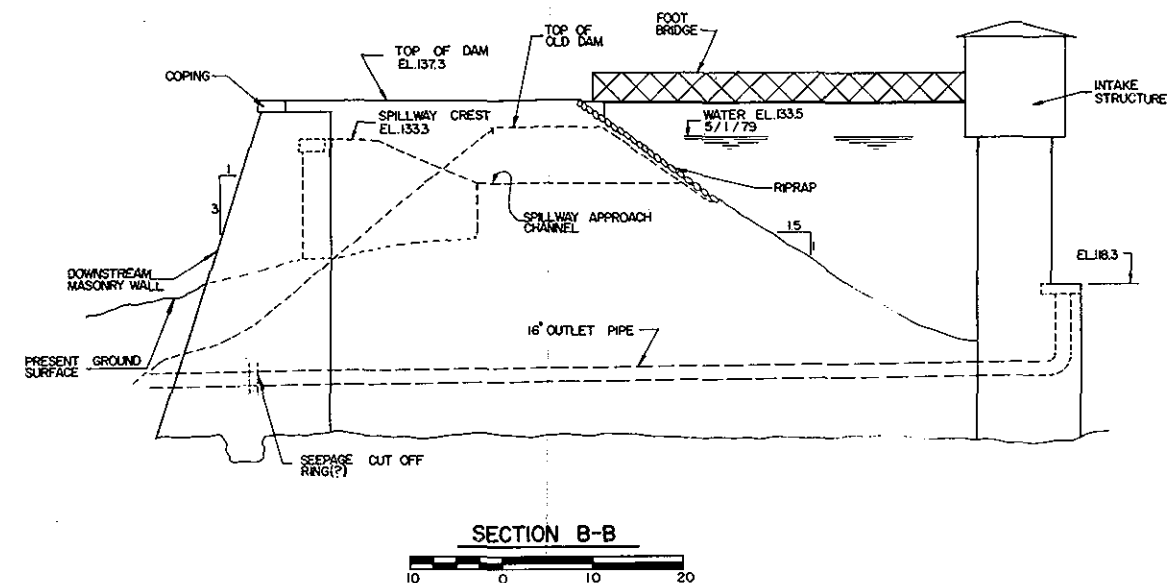 FOOT
BRIDGE
TOP OF
OLD DAM
TOP OF DAM
EL.137.3
COPING
INTAKE
STRUCTURE
SPILLWAY CREST
EL.133.3
WATER EL.133.5
5/1/79
1
3
RIPRAP
SPILLWAY APPROACH
CHANNEL
1.5
1
EL.118.3
DOWNSTREAM
MASONRY WALL
16" OUTLET PIPE
PRESENT GROUND
SURFACE
SEEPAGE CUT OFF
RING(?)
SECTION B-B
10 0 10 20